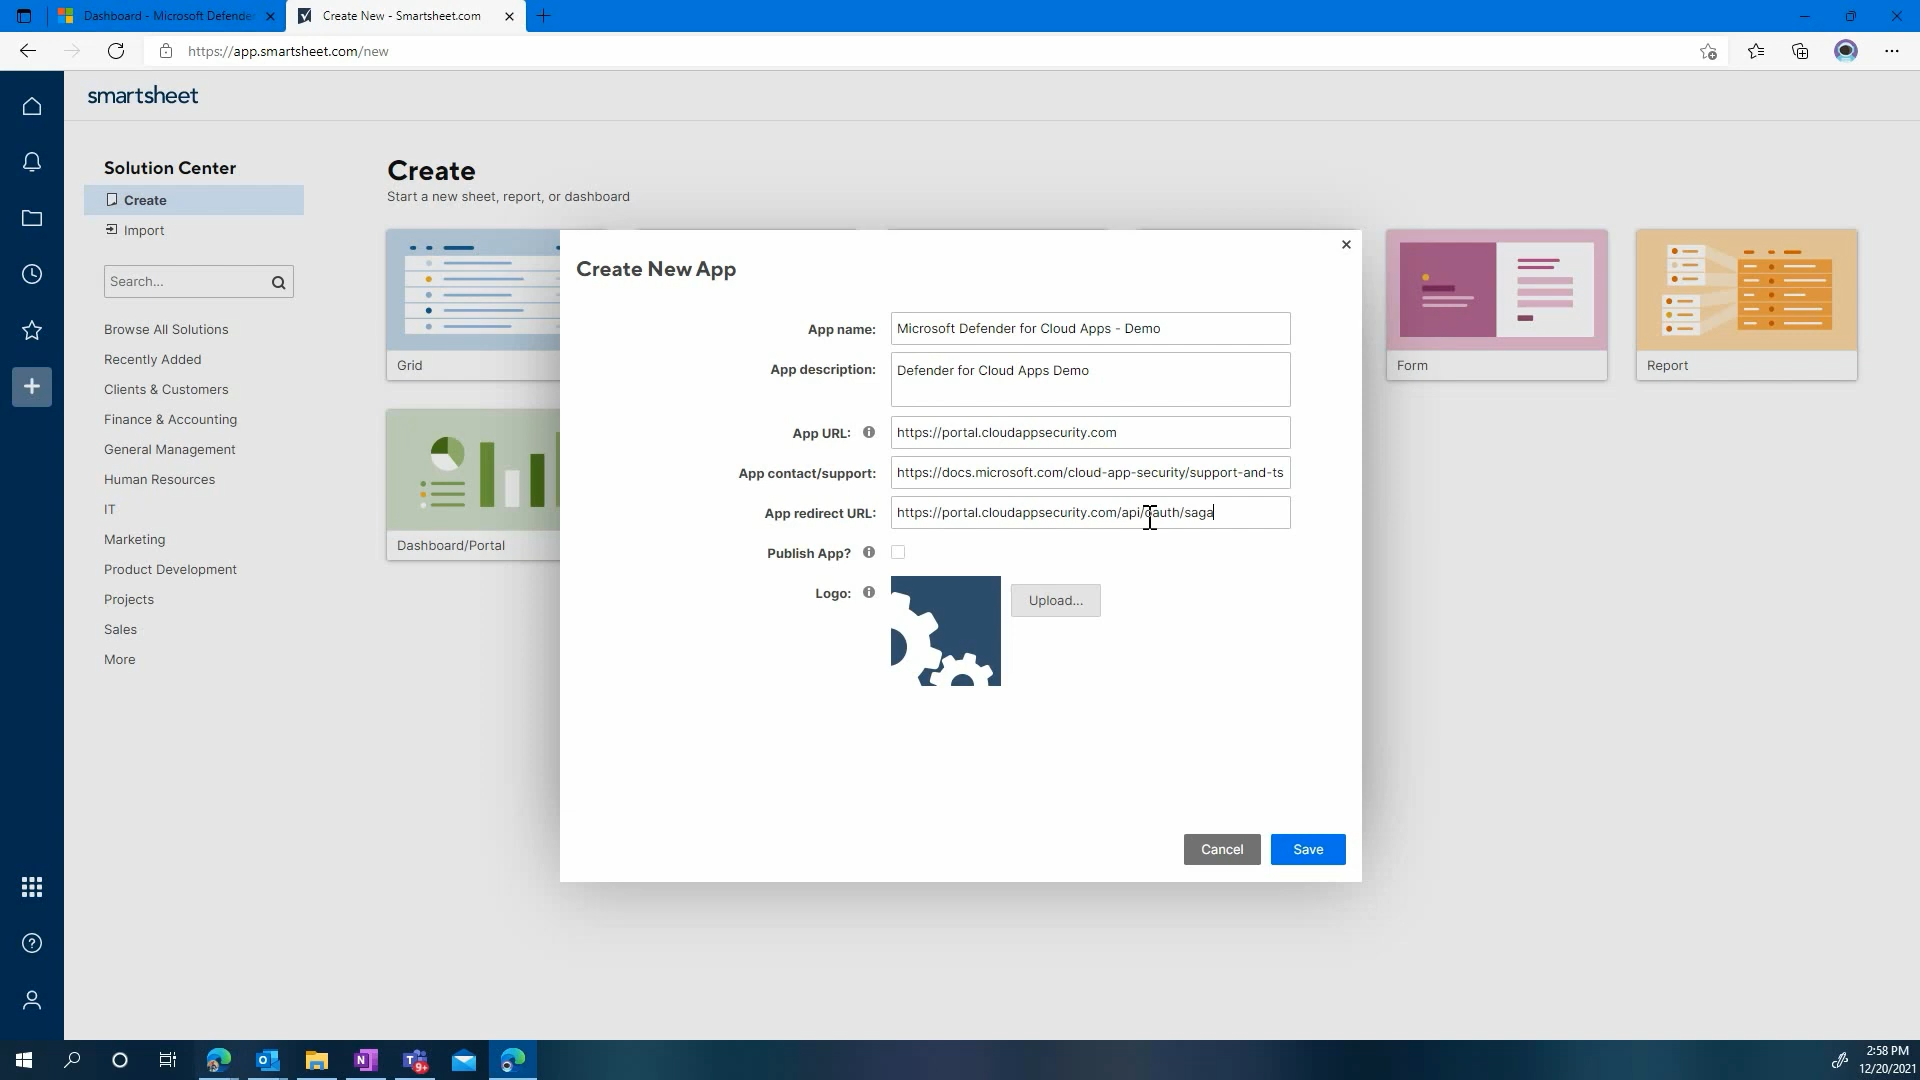 Dashboard - Microsoft Defender
Create New - Smartsheet.com
https://app.smartsheet.com/new
smartsheet
Solution Center
Create
Import
Search...
Browse All Solutions
Recently Added
Clients & Customers
Finance & Accounting
General Management
Human Resources
IT
Marketing
Product Development
Projects
Sales
More
Create
Start a new sheet, report, or dashboard
Grid
Form
Report
Dashboard/Portal
Create New App
App name: Microsoft Defender for Cloud Apps - Demo
App description: Defender for Cloud Apps Demo
App URL: https://portal.cloudappsecurity.com
App contact/support: https://docs.microsoft.com/cloud-app-security/support-and-ts
App redirect URL: https://portal.cloudappsecurity.com/api/oauth/saga
Publish App?
Logo: Upload...
Cancel Save
9+
2:58 PM
12/20/2021